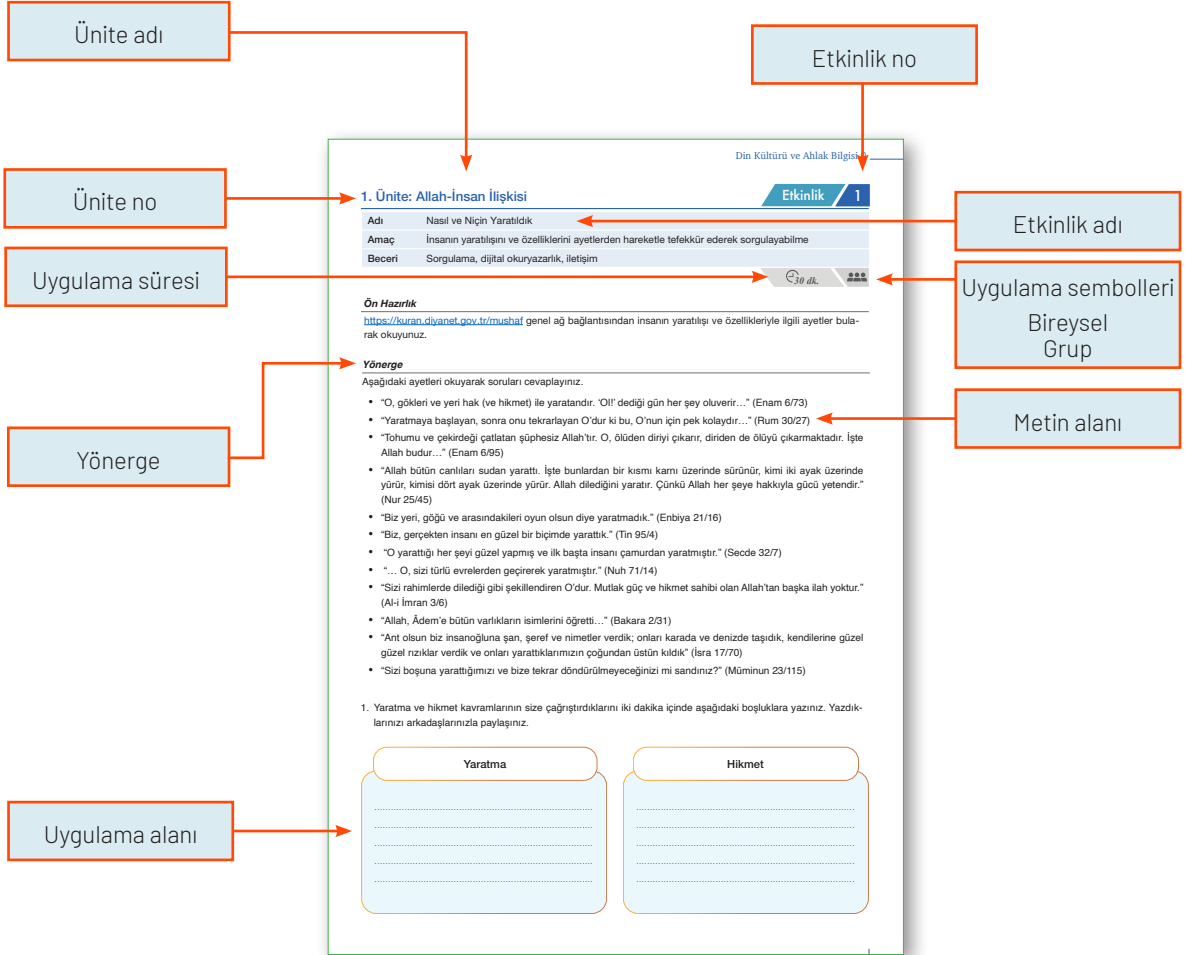 Ünite adı
Etkinlik no
Din Kültürü ve Ahlak Bilgisi
Ünite no
1. Ünite: Allah-İnsan İlişkisi
Etkinlik 1
Adı Nasıl ve Niçin Yaratıldık
Etkinlik adı
Amaç İnsanın yaratılışını ve özelliklerini ayetlerden hareketle tefekkür ederek sorgulayabilme
Beceri Sorgulama, dijital okuryazarlık, iletişim
Uygulama süresi
30 dk.
Uygulama sembolleri
Bireysel
Grup
Ön Hazırlık
https://kuran.diyanet.gov.tr/mushaf genel ağ bağlantısından insanın yaratılışı ve özellikleriyle ilgili ayetler bula-
rak okuyunuz.
Yönerge
Yönerge
Aşağıdaki ayetleri okuyarak soruları cevaplayınız.
• “O, gökleri ve yeri hak (ve hikmet) ile yaratandır. ‘Ol!’ dediği gün her şey oluverir…” (Enam 6/73)
• “Yaratmaya başlayan, sonra onu tekrarlayan O’dur ki bu, O’nun için pek kolaydır…” (Rum 30/27)
Metin alanı
• “Tohumu ve çekirdeği çatlatan şüphesiz Allah’tır. O, ölüden diriyi çıkarır, diriden de ölüyü çıkarmaktadır. İşte
Allah budur…” (Enam 6/95)
• “Allah bütün canlıları sudan yarattı. İşte bunlardan bir kısmı karnı üzerinde sürünür, kimi iki ayak üzerinde
yürür, kimisi dört ayak üzerinde yürür. Allah dilediğini yaratır. Çünkü Allah her şeye hakkıyla gücü yetendir.”
(Nur 25/45)
• “Biz yeri, göğü ve arasındakileri oyun olsun diye yaratmadık.” (Enbiya 21/16)
• “Biz, gerçekten insanı en güzel bir biçimde yarattık.” (Tin 95/4)
• “O yarattığı her şeyi güzel yapmış ve ilk başta insanı çamurdan yaratmıştır.” (Secde 32/7)
• “… O, sizi türlü evrelerden geçirerek yaratmıştır.” (Nuh 71/14)
• “Sizi rahimlerde dilediği gibi şekillendiren O’dur. Mutlak güç ve hikmet sahibi olan Allah’tan başka ilah yoktur.”
(Al-i İmran 3/6)
• “Allah, Âdem’e bütün varlıkların isimlerini öğretti…” (Bakara 2/31)
• “Ant olsun biz insanoğluna şan, şeref ve nimetler verdik; onları karada ve denizde taşıdık, kendilerine güzel
güzel rızıklar verdik ve onları yarattıklarımızın çoğundan üstün kıldık” (İsra 17/70)
• “Sizi boşuna yarattığımızı ve bize tekrar döndürülmeyeceğinizi mi sandınız?” (Müminun 23/115)
1. Yaratma ve hikmet kavramlarının size çağrıştırdıklarını iki dakika içinde aşağıdaki boşluklara yazınız. Yazdık-
larınızı arkadaşlarınızla paylaşınız.
Yaratma
Hikmet
Uygulama alanı